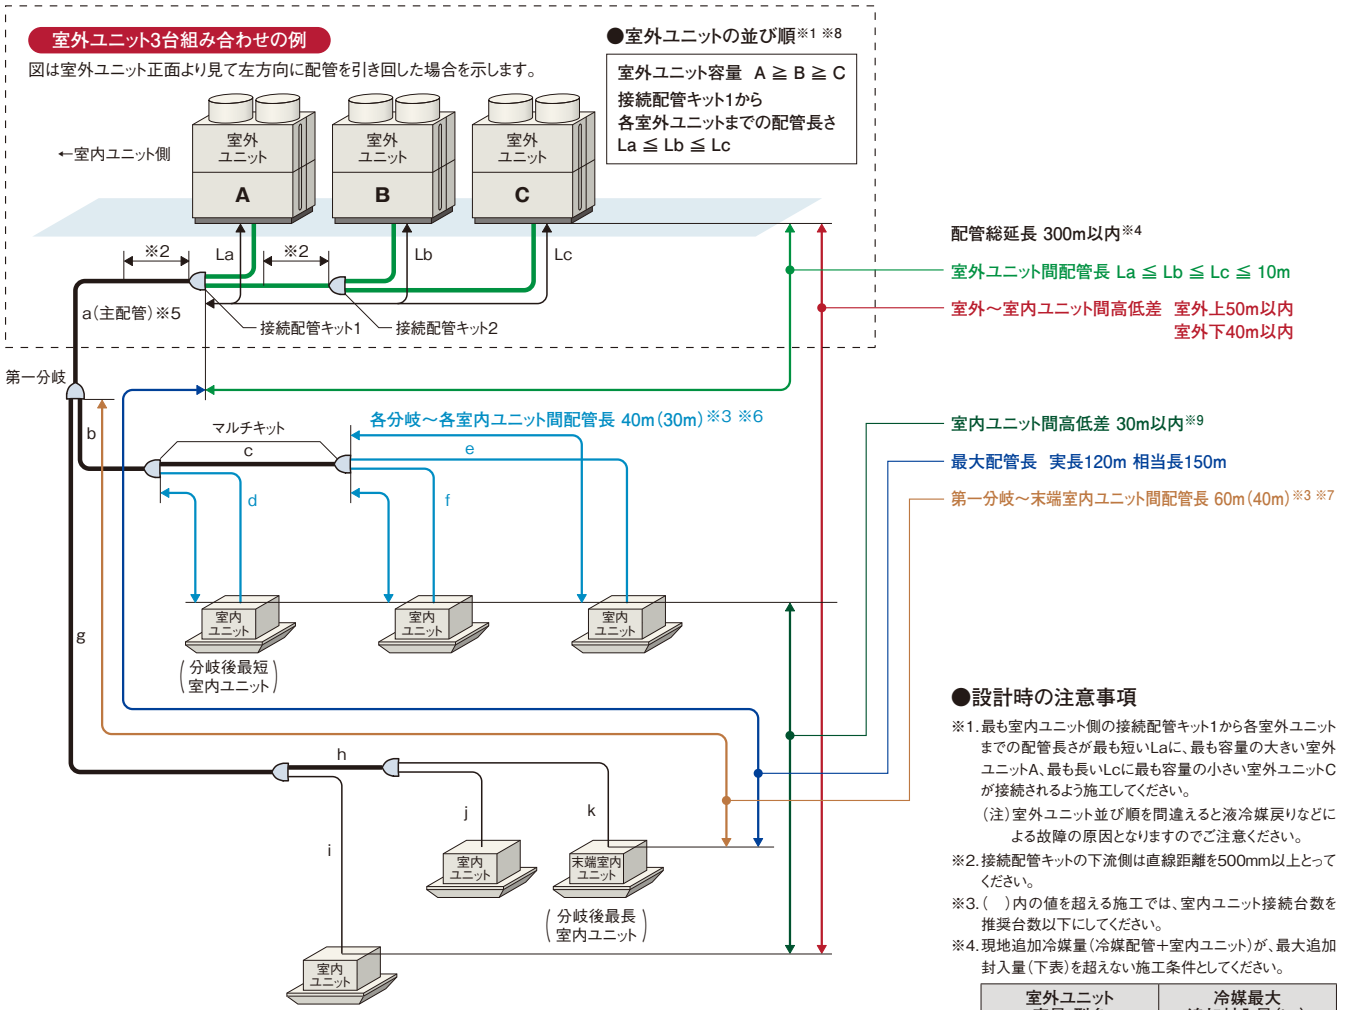 室外ユニット3台組み合わせの例
図は室外ユニット正面より見て左方向に配管を引き回した場合を示します。
●室外ユニットの並び順※1 ※8
室外ユニット容量 A ≧ B ≧ C
接続配管キット1から
各室外ユニットまでの配管長さ
La ≦ Lb ≦ Lc
←室内ユニット側
室外
ユニット
A
室外
ユニット
B
室外
ユニット
C
※2
La
※2
Lb
Lc
a(主配管)※5
接続配管キット1
接続配管キット2
配管総延長 300m以内※4
室外ユニット間配管長 La ≦ Lb ≦ Lc ≦ 10m
室外～室内ユニット間高低差 室外上50m以内
室外下40m以内
第一分岐
各分岐～各室内ユニット間配管長 40m(30m)※3 ※6
b
マルチキット
c
e
d
f
室内ユニット間高低差 30m以内※9
最大配管長 実長120m 相当長150m
第一分岐～末端室内ユニット間配管長 60m(40m)※3 ※7
室内
ユニット
室内
ユニット
室内
ユニット
g
(分岐後最短
室内ユニット)
h
j
k
i
室内
ユニット
末端室内
ユニット
(分岐後最長
室内ユニット)
室内
ユニット
●設計時の注意事項
※1.最も室内ユニット側の接続配管キット1から各室外ユニット
までの配管長さが最も短いLaに、最も容量の大きい室外
ユニットA、最も長いLcに最も容量の小さい室外ユニットC
が接続されるよう施工してください。
(注)室外ユニット並び順を間違えると液冷媒戻りなどに
よる故障の原因となりますのでご注意ください。
※2.接続配管キットの下流側は直線距離を500mm以上とって
ください。
※3.( )内の値を超える施工では、室内ユニット接続台数を
推奨台数以下にしてください。
※4.現地追加冷媒量(冷媒配管+室内ユニット)が、最大追加
封入量(下表)を超えない施工条件としてください。
室外ユニット
冷媒最大